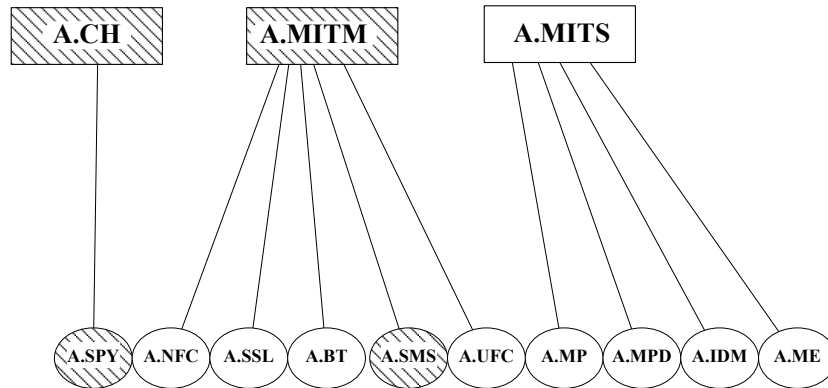 A.CH
A.MITM
A.MITS
A.SPY
A.NFC
A.SSL
A.BT
A.SMS
A.UFC
A.MP
A.MPD
A.IDM
A.ME